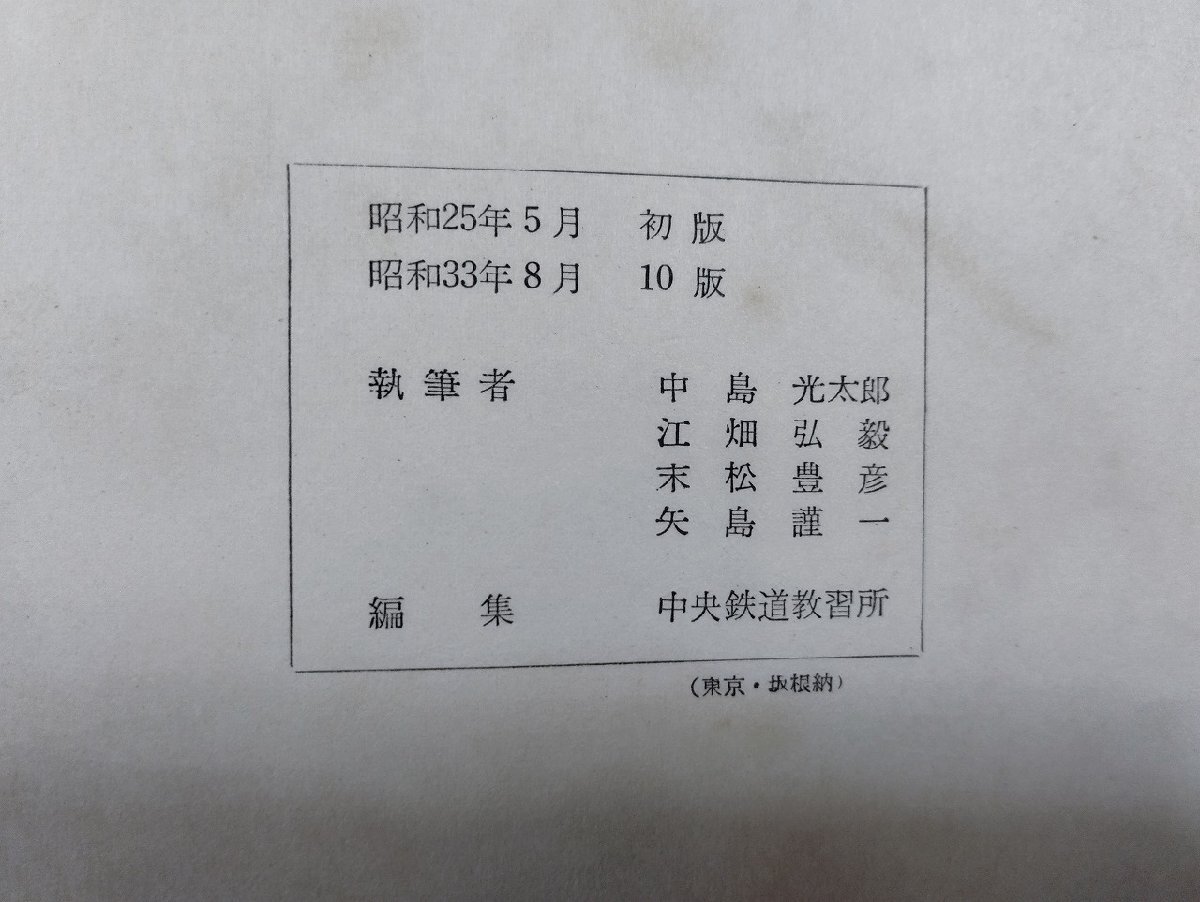 昭和25年5月 初版
昭和33年8月 10版
執筆者 中島光太郎
江畑弘毅
末松豊彦
矢島謹一
編集 中央鉄道教習所
(東京・坂根納)